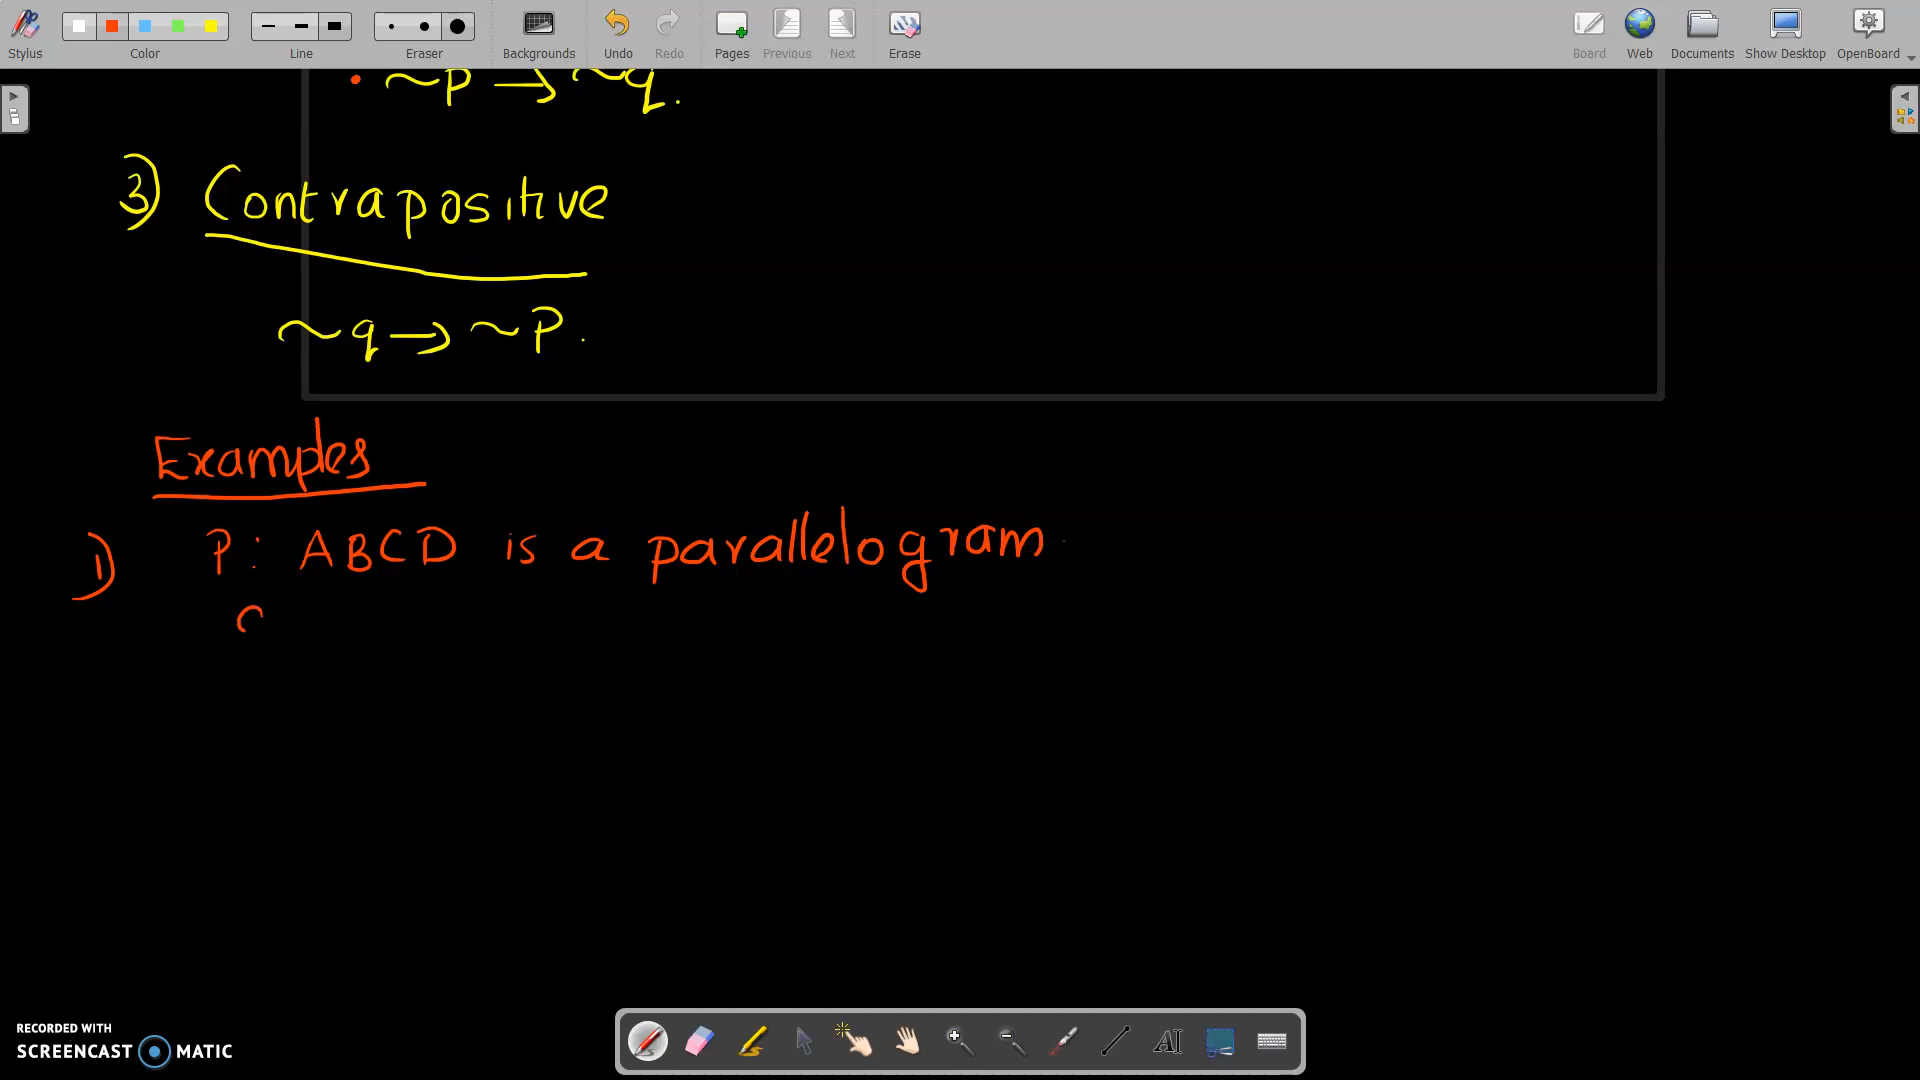 Stylus Color Line Eraser Backgrounds Undo Redo Pages Previous Next Erase Board Web Documents Show Desktop OpenBoard
• ~p → ~q.
3) Contrapositive
~q → ~P.
Examples
1) P: ABCD is a parallelogram
RECORDED WITH
SCREENCAST MATIC